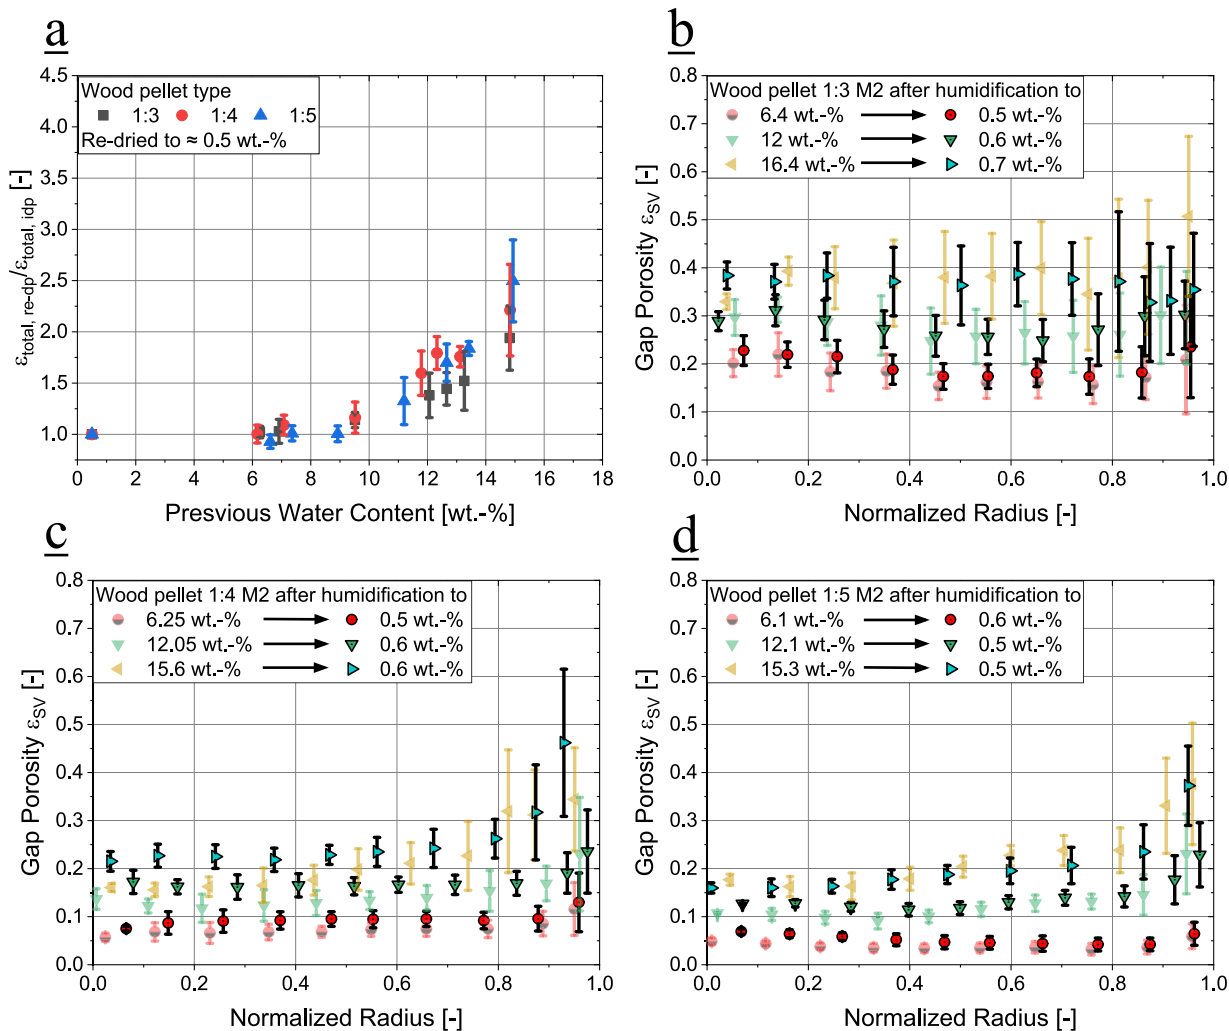 a
4.5
4.0
3.5
3.0
2.5
2.0
1.5
1.0
εtotal, re-dp/εtotal, idp [-]
Wood pellet type
1:3 1:4 1:5
Re-dried to ≈ 0.5 wt.-%
0 2 4 6 8 10 12 14 16 18
Presvious Water Content [wt.-%]
b
0.8
0.7
0.6
0.5
0.4
0.3
0.2
0.1
0.0
Gap Porosity εSV [-]
Wood pellet 1:3 M2 after humidification to
6.4 wt.-% 0.5 wt.-%
12 wt.-% 0.6 wt.-%
16.4 wt.-% 0.7 wt.-%
0.0 0.2 0.4 0.6 0.8 1.0
Normalized Radius [-]
c
0.8
0.7
0.6
0.5
0.4
0.3
0.2
0.1
0.0
Gap Porosity εSV [-]
Wood pellet 1:4 M2 after humidification to
6.25 wt.-% 0.5 wt.-%
12.05 wt.-% 0.6 wt.-%
15.6 wt.-% 0.6 wt.-%
0.0 0.2 0.4 0.6 0.8 1.0
Normalized Radius [-]
d
0.8
0.7
0.6
0.5
0.4
0.3
0.2
0.1
0.0
Gap Porosity εSV [-]
Wood pellet 1:5 M2 after humidification to
6.1 wt.-% 0.6 wt.-%
12.1 wt.-% 0.5 wt.-%
15.3 wt.-% 0.5 wt.-%
0.0 0.2 0.4 0.6 0.8 1.0
Normalized Radius [-]